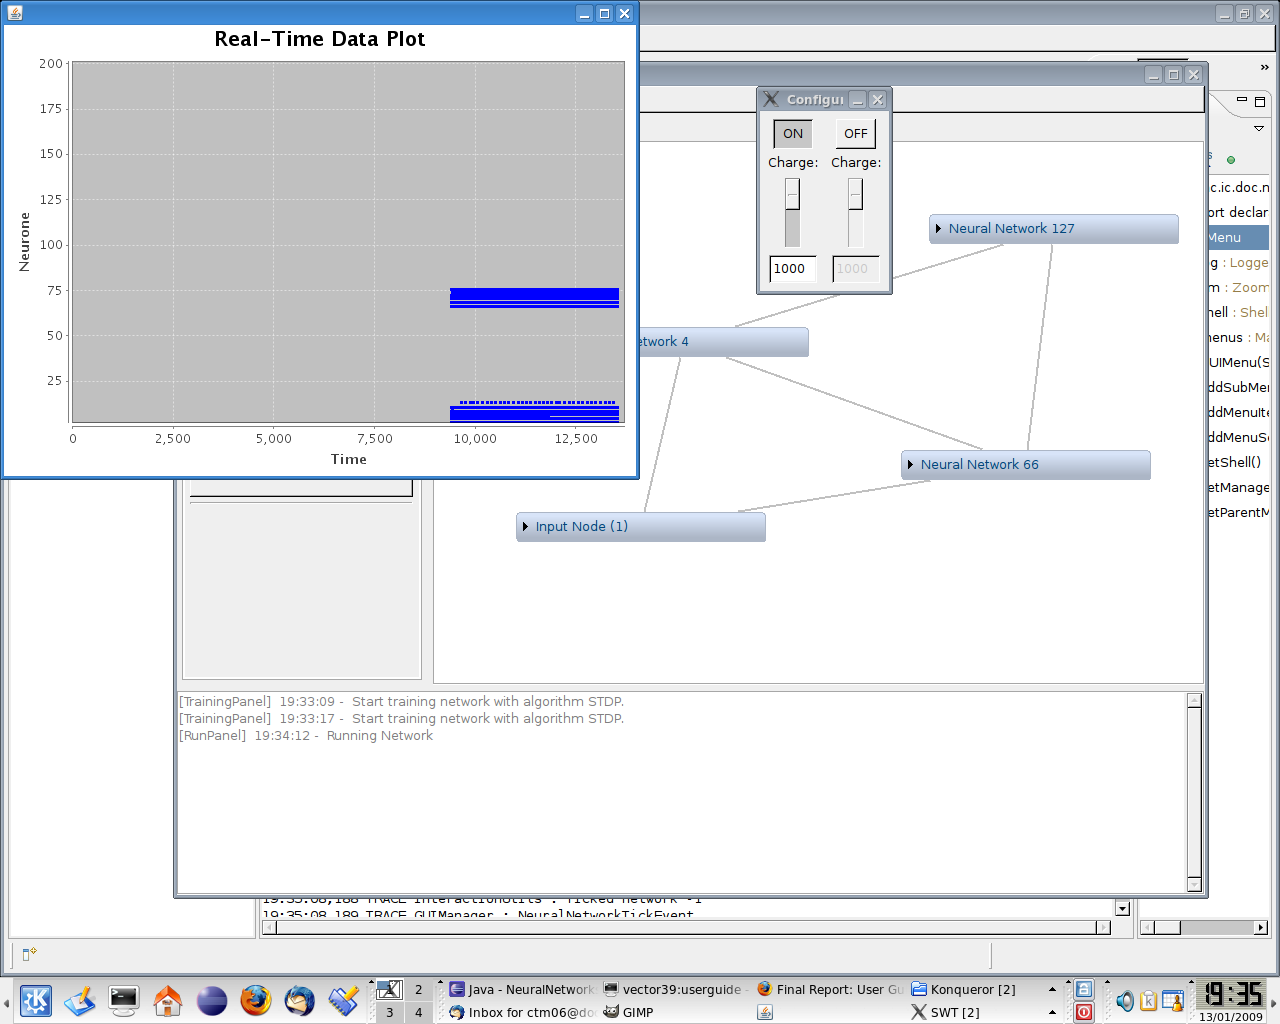 Real-Time Data Plot
200
175
150
125
100
75
50
25
Neurone
0
2,500
5,000
7,500
10,000
12,500
Time
Configu
ON
OFF
Charge:
Charge:
1000
1000
Neural Network 127
etwork 4
Neural Network 66
Input Node (1)
»
s
c.ic.doc.n
ort declar
Menu
g : Logge
m : Zoom
hell : Shel
enus : Ma
UIMenu(S
ddSubMe
ddMenuIte
ddMenuSe
etShell()
etManage
etParentM
[TrainingPanel] 19:33:09 - Start training network with algorithm STDP.
[TrainingPanel] 19:33:17 - Start training network with algorithm STDP.
[RunPanel] 19:34:12 - Running Network
19:35:08,188 TRACE InteractionUtils : Ticked network -1
19:35:08,189 TRACE GUIManager : NeuralNetworkTickEvent
2
3
4
Java - NeuralNetwork
vector39:userguide -
Final Report: User Gu
Konqueror [2]
Inbox for ctm06@do
GIMP
SWT [2]
19:35
13/01/2009